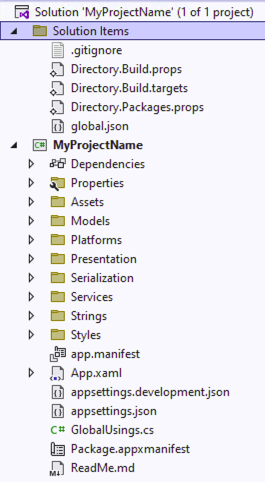 Solution 'MyProjectName' (1 of 1 project)
Solution Items
.gitignore
Directory.Build.props
Directory.Build.targets
Directory.Packages.props
global.json
C# MyProjectName
Dependencies
Properties
Assets
Models
Platforms
Presentation
Serialization
Services
Strings
Styles
app.manifest
App.xaml
appsettings.development.json
appsettings.json
C# GlobalUsings.cs
Package.appxmanifest
ReadMe.md